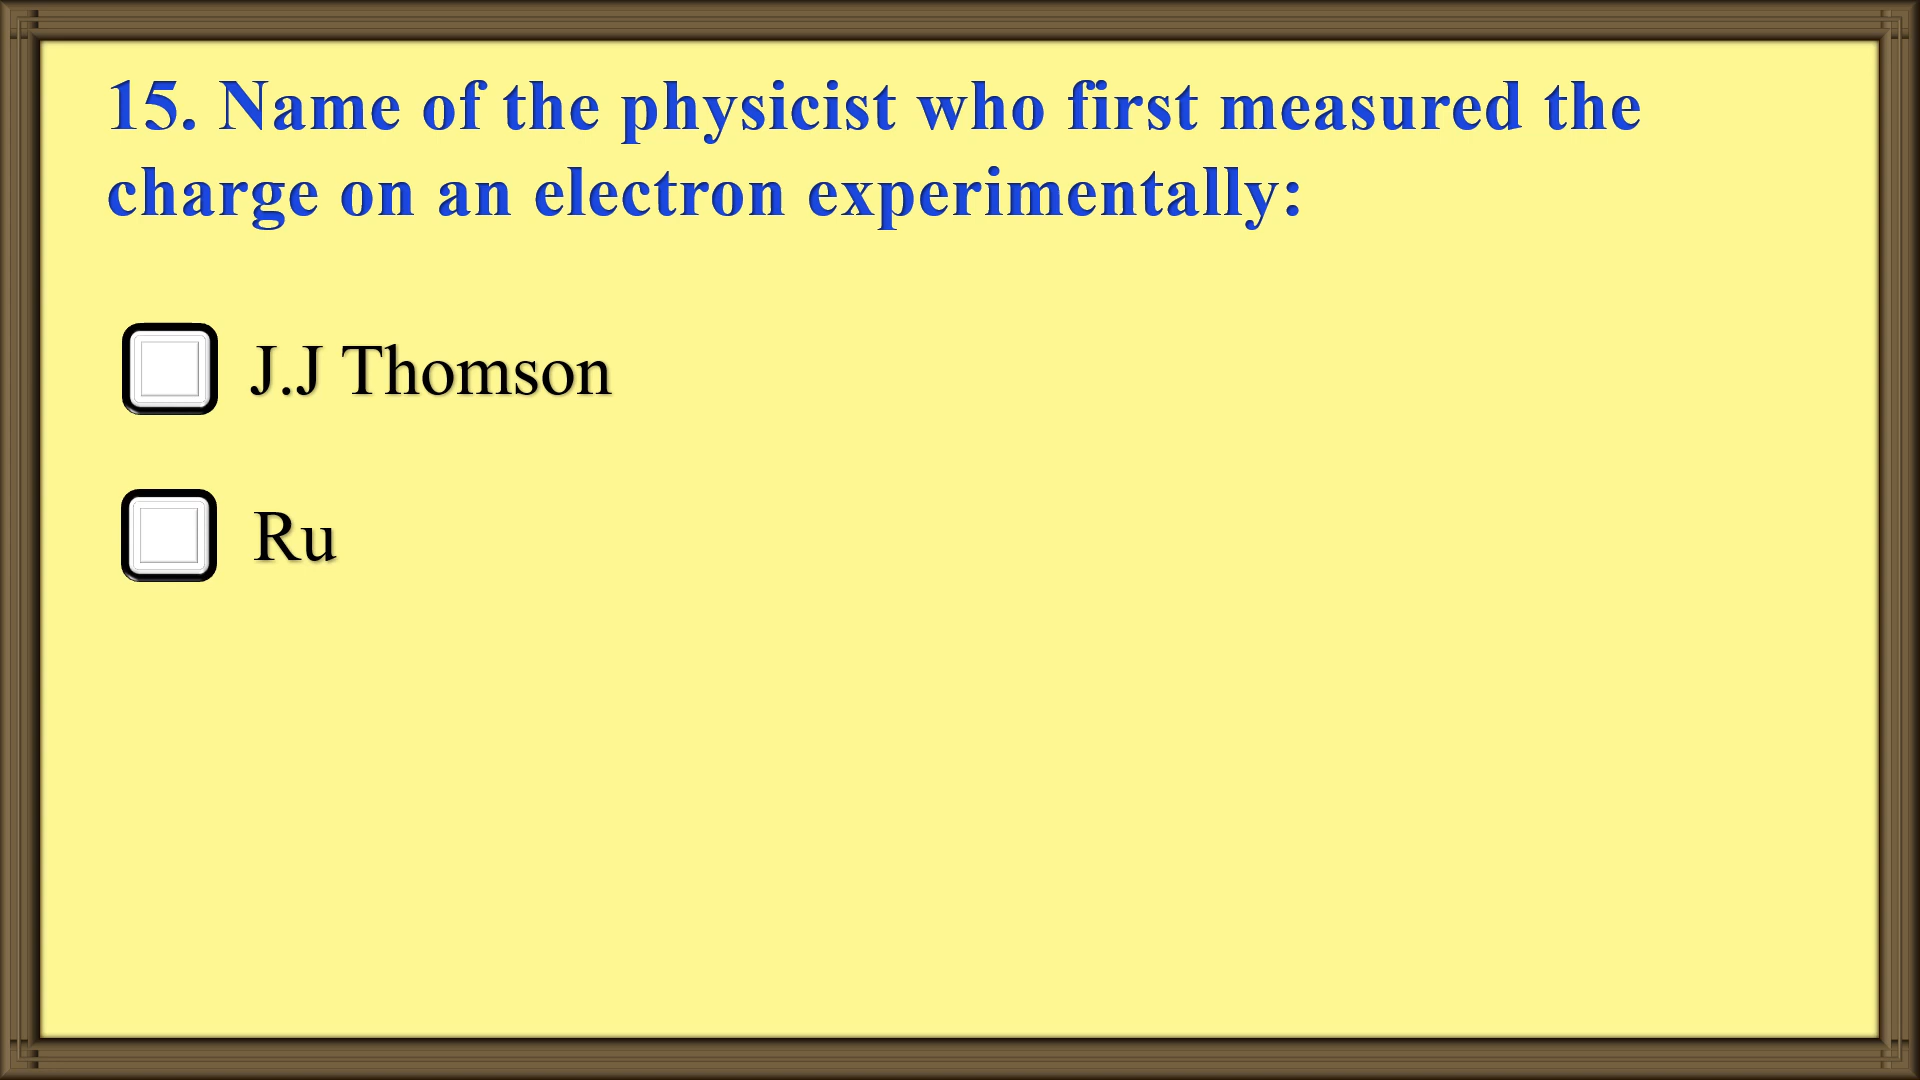 15. Name of the physicist who first measured the
charge on an electron experimentally:
J.J Thomson
Ru